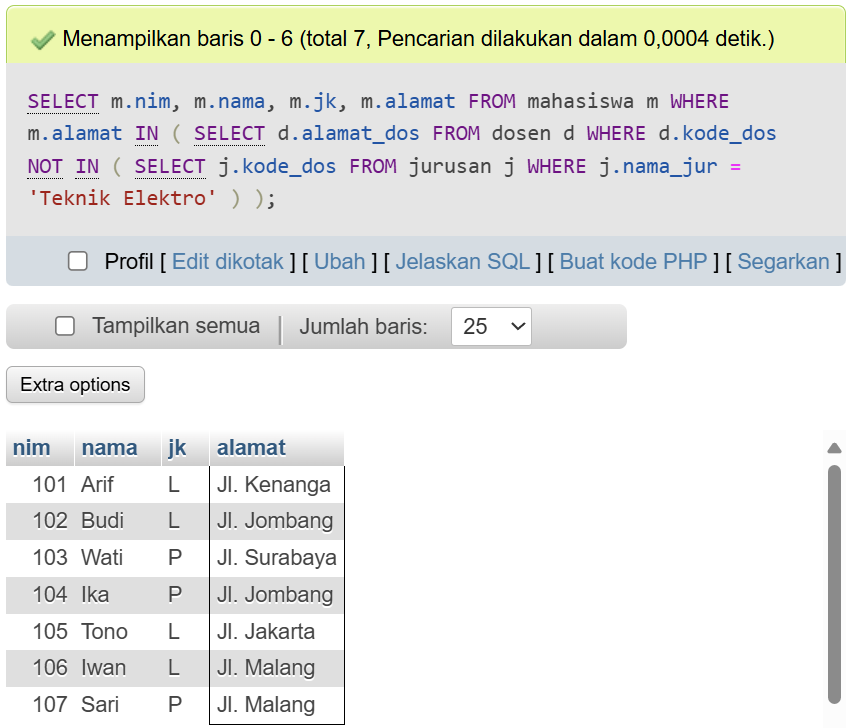 Menampilkan baris 0 - 6 (total 7, Pencarian dilakukan dalam 0,0004 detik.)
SELECT m.nim, m.nama, m.jk, m.alamat FROM mahasiswa m WHERE
m.alamat IN ( SELECT d.alamat_dos FROM dosen d WHERE d.kode_dos
NOT IN ( SELECT j.kode_dos FROM jurusan j WHERE j.nama_jur =
'Teknik Elektro' ) );
Profil [ Edit dikotak ] [ Ubah ] [ Jelaskan SQL ] [ Buat kode PHP ] [ Segarkan ]
Tampilkan semua | Jumlah baris: 25
Extra options
nim nama jk alamat
101 Arif L Jl. Kenanga
102 Budi L Jl. Jombang
103 Wati P Jl. Surabaya
104 Ika P Jl. Jombang
105 Tono L Jl. Jakarta
106 Iwan L Jl. Malang
107 Sari P Jl. Malang